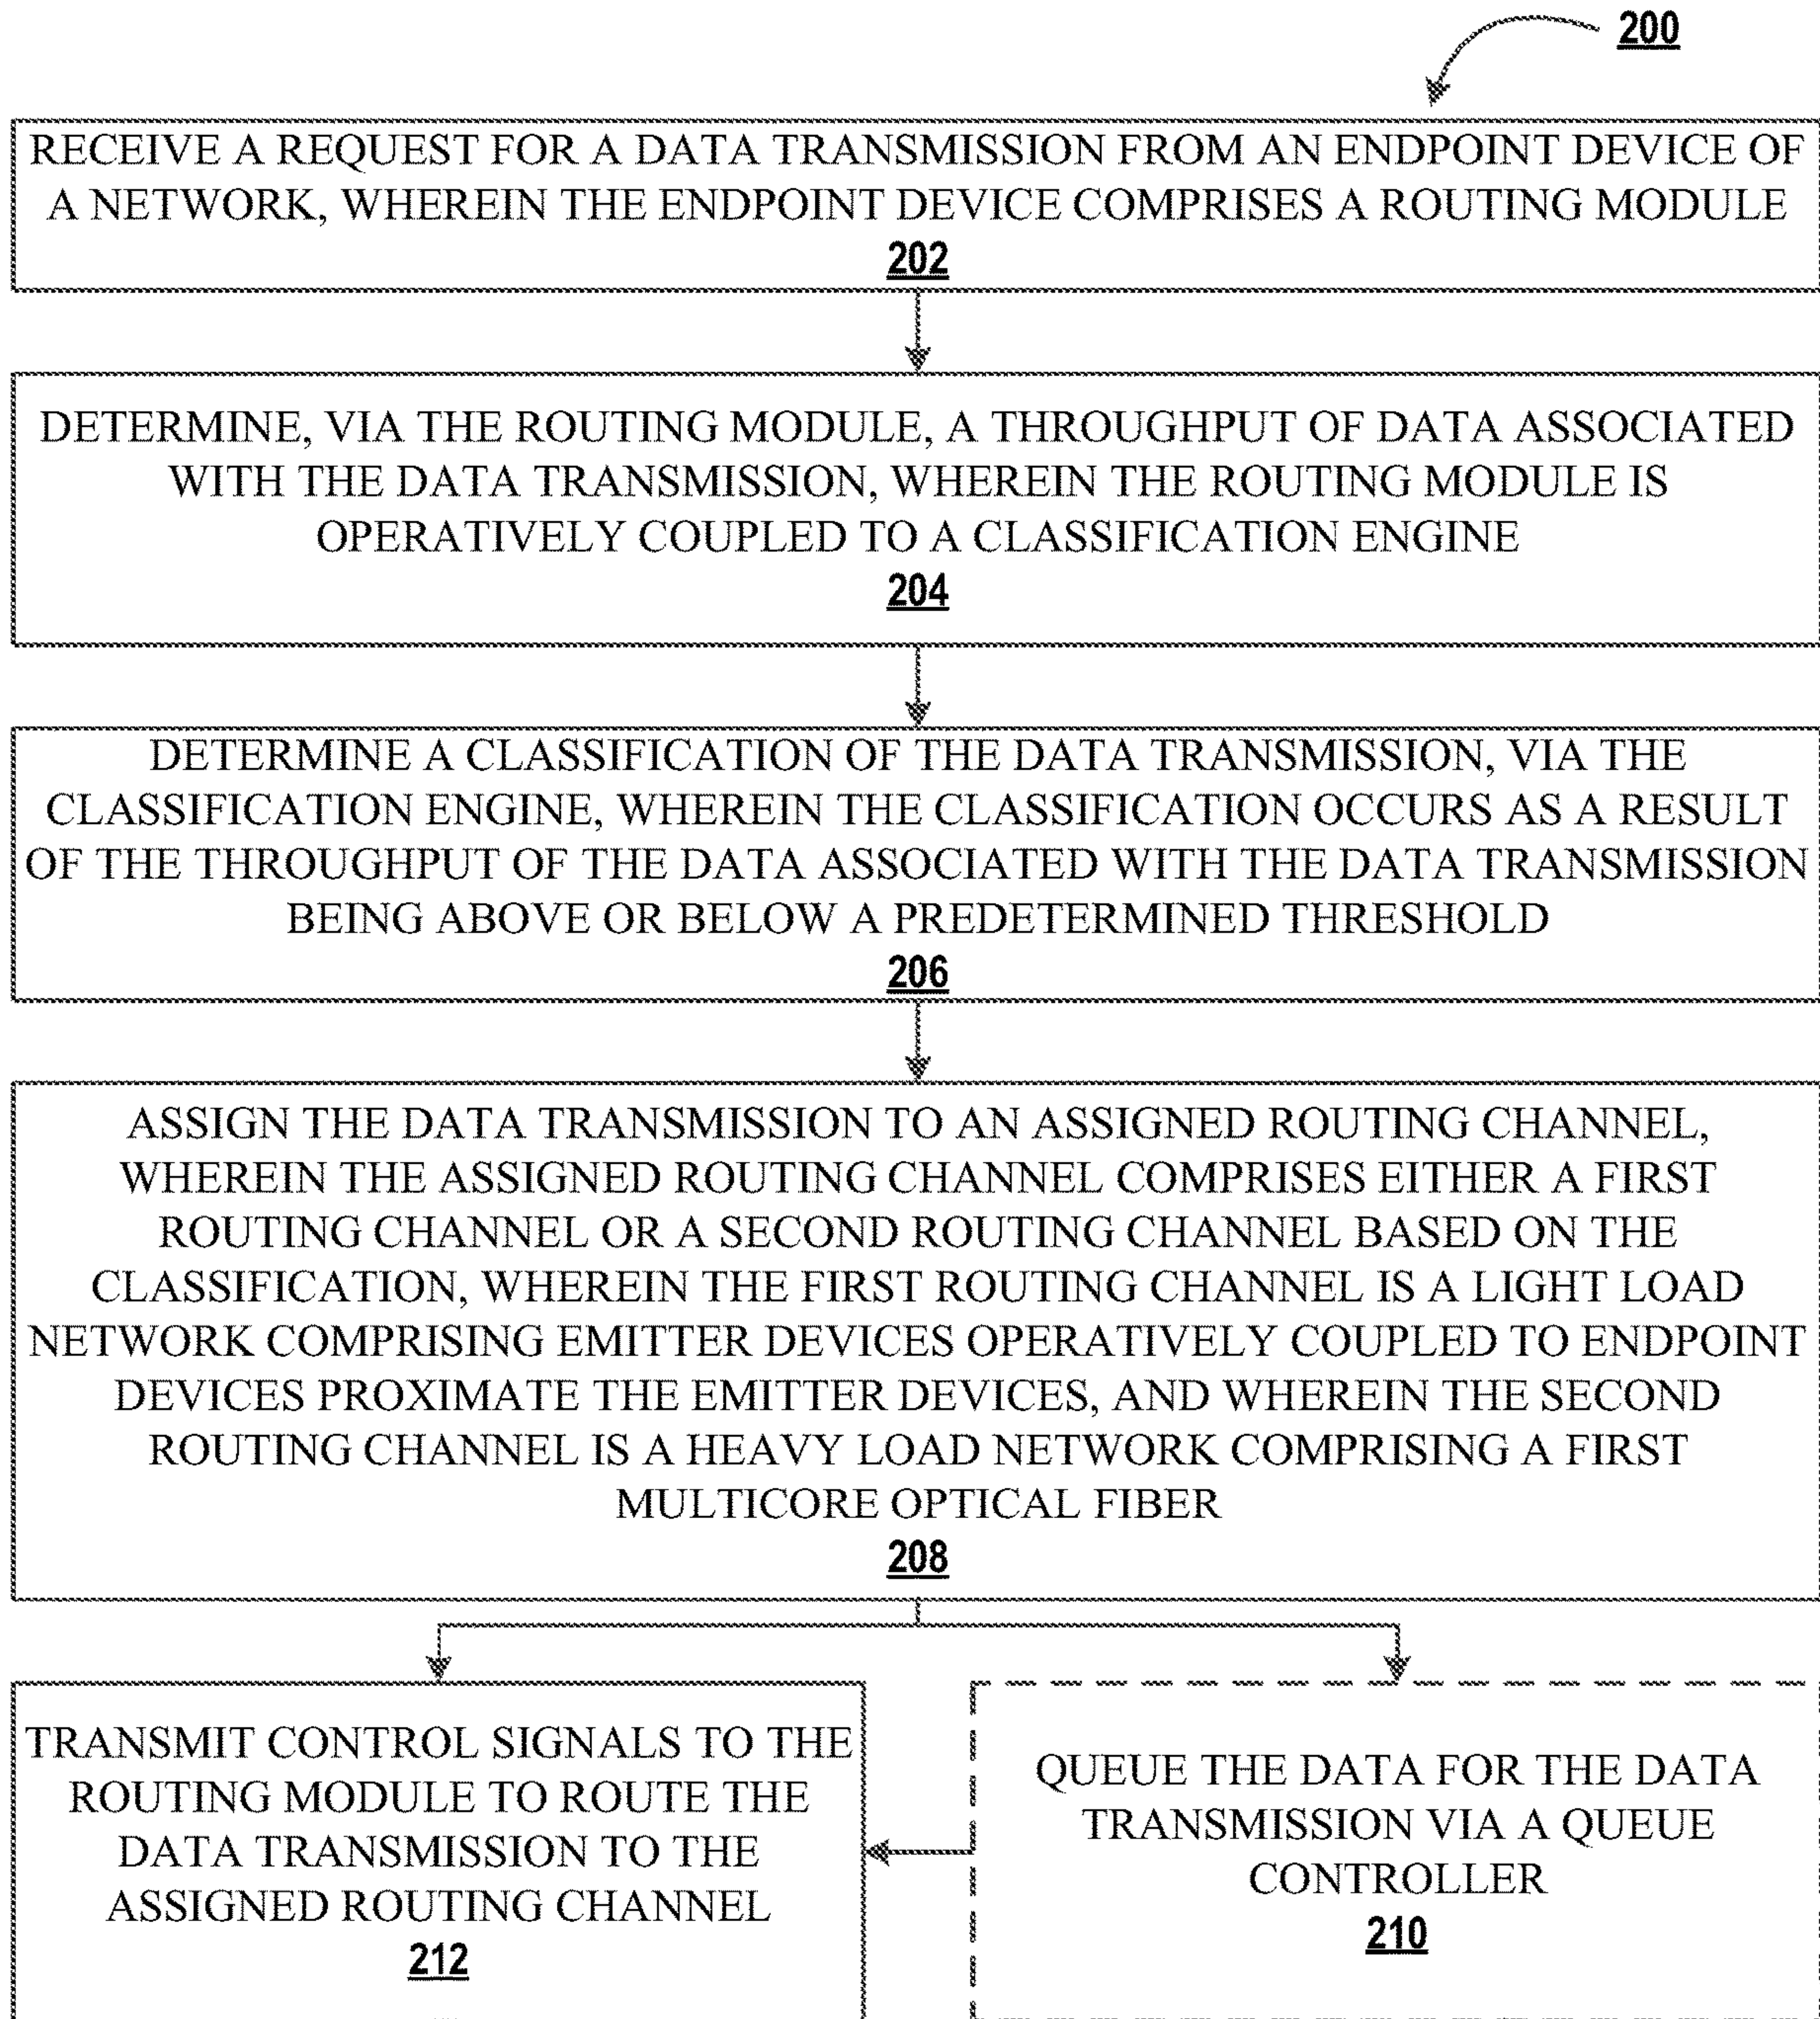 200
RECEIVE A REQUEST FOR A DATA TRANSMISSION FROM AN ENDPOINT DEVICE OF
A NETWORK, WHEREIN THE ENDPOINT DEVICE COMPRISES A ROUTING MODULE
202
DETERMINE, VIA THE ROUTING MODULE, A THROUGHPUT OF DATA ASSOCIATED
WITH THE DATA TRANSMISSION, WHEREIN THE ROUTING MODULE IS
OPERATIVELY COUPLED TO A CLASSIFICATION ENGINE
204
DETERMINE A CLASSIFICATION OF THE DATA TRANSMISSION, VIA THE
CLASSIFICATION ENGINE, WHEREIN THE CLASSIFICATION OCCURS AS A RESULT
OF THE THROUGHPUT OF THE DATA ASSOCIATED WITH THE DATA TRANSMISSION
BEING ABOVE OR BELOW A PREDETERMINED THRESHOLD
206
ASSIGN THE DATA TRANSMISSION TO AN ASSIGNED ROUTING CHANNEL,
WHEREIN THE ASSIGNED ROUTING CHANNEL COMPRISES EITHER A FIRST
ROUTING CHANNEL OR A SECOND ROUTING CHANNEL BASED ON THE
CLASSIFICATION, WHEREIN THE FIRST ROUTING CHANNEL IS A LIGHT LOAD
NETWORK COMPRISING EMITTER DEVICES OPERATIVELY COUPLED TO ENDPOINT
DEVICES PROXIMATE THE EMITTER DEVICES, AND WHEREIN THE SECOND
ROUTING CHANNEL IS A HEAVY LOAD NETWORK COMPRISING A FIRST
MULTICORE OPTICAL FIBER
208
TRANSMIT CONTROL SIGNALS TO THE
ROUTING MODULE TO ROUTE THE
DATA TRANSMISSION TO THE
ASSIGNED ROUTING CHANNEL
212
QUEUE THE DATA FOR THE DATA
TRANSMISSION VIA A QUEUE
CONTROLLER
210